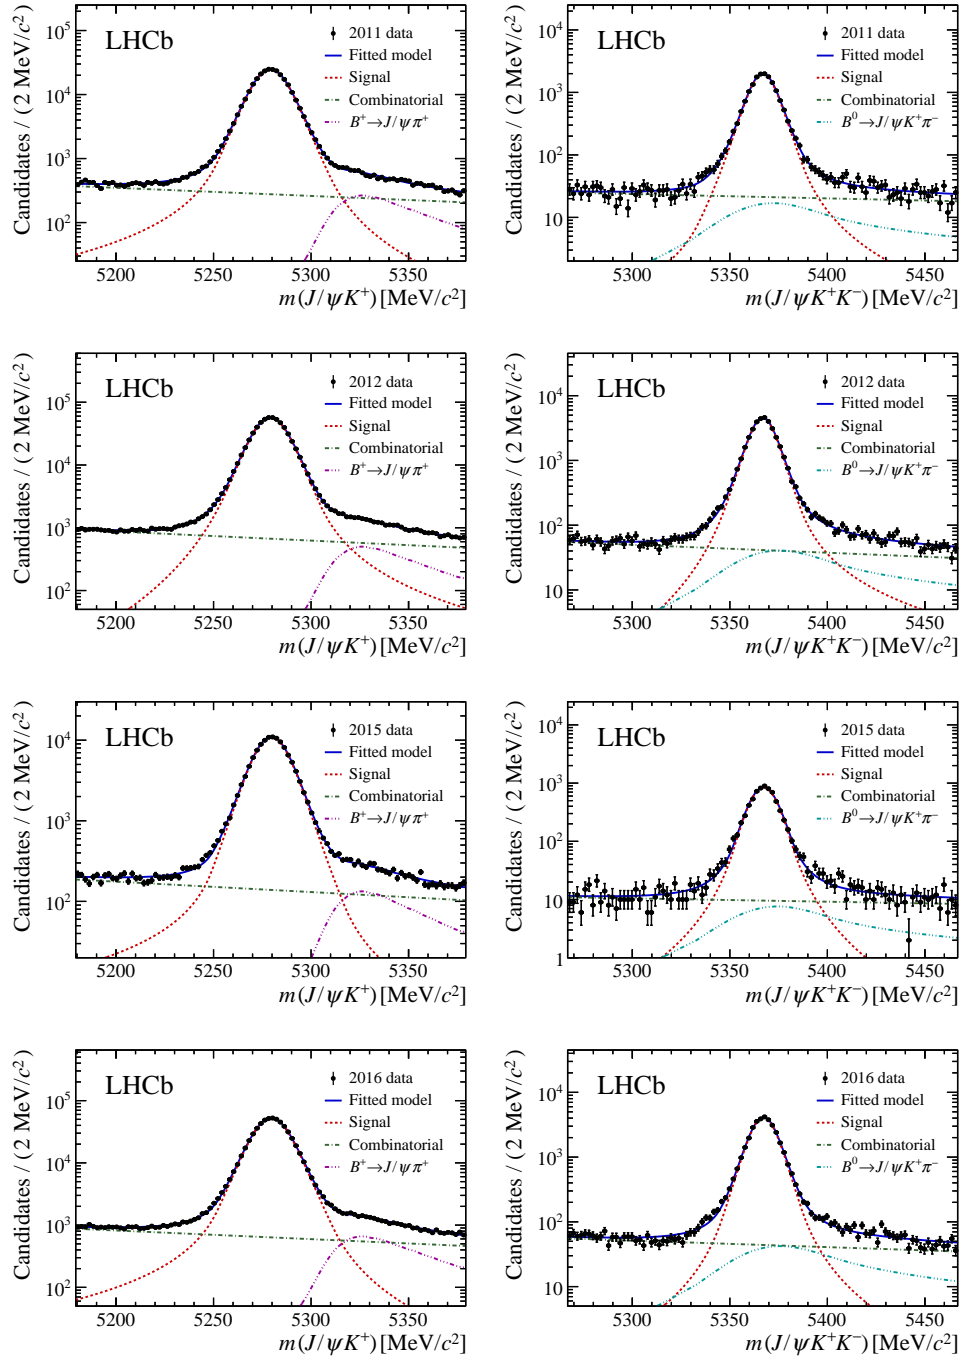 LHCb
2011 data
Fitted model
Signal
Combinatorial
B⁺→J/ψπ⁺
Candidates / ( 2 MeV/c²)
10⁵
10⁴
10³
10²
5200 5250 5300 5350
m(J/ψK⁺) [MeV/c²]
LHCb
2011 data
Fitted model
Signal
Combinatorial
B⁰→J/ψK⁺π⁻
Candidates / ( 2 MeV/c²)
10³
10²
10
5300 5350 5400 5450
m(J/ψK⁺K⁻) [MeV/c²]
LHCb
2012 data
Fitted model
Signal
Combinatorial
B⁺→J/ψπ⁺
Candidates / ( 2 MeV/c²)
10⁵
10⁴
10³
10²
5200 5250 5300 5350
m(J/ψK⁺) [MeV/c²]
LHCb
2012 data
Fitted model
Signal
Combinatorial
B⁰→J/ψK⁺π⁻
Candidates / ( 2 MeV/c²)
10⁴
10³
10²
10
5300 5350 5400 5450
m(J/ψK⁺K⁻) [MeV/c²]
LHCb
2015 data
Fitted model
Signal
Combinatorial
B⁺→J/ψπ⁺
Candidates / ( 2 MeV/c²)
10⁴
10³
10²
5200 5250 5300 5350
m(J/ψK⁺) [MeV/c²]
LHCb
2015 data
Fitted model
Signal
Combinatorial
B⁰→J/ψK⁺π⁻
Candidates / ( 2 MeV/c²)
10⁴
10³
10²
10
1
5300 5350 5400 5450
m(J/ψK⁺K⁻) [MeV/c²]
LHCb
2016 data
Fitted model
Signal
Combinatorial
B⁺→J/ψπ⁺
Candidates / ( 2 MeV/c²)
10⁵
10⁴
10³
10²
5200 5250 5300 5350
m(J/ψK⁺) [MeV/c²]
LHCb
2016 data
Fitted model
Signal
Combinatorial
B⁰→J/ψK⁺π⁻
Candidates / ( 2 MeV/c²)
10⁴
10³
10²
10
5300 5350 5400 5450
m(J/ψK⁺K⁻) [MeV/c²]